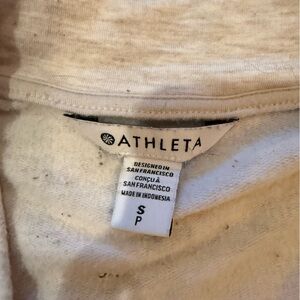 ATHLETA
DESIGNED IN
SAN FRANCISCO
CONÇU À
SAN FRANCISCO
MADE IN INDONESIA
S
P